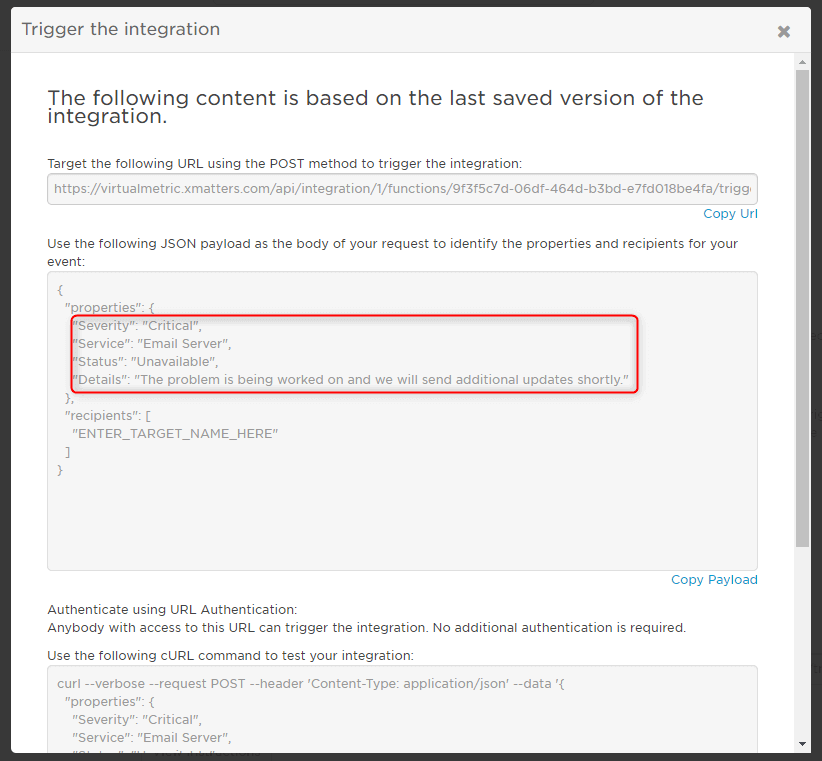 Trigger the integration
The following content is based on the last saved version of the
integration.
Target the following URL using the POST method to trigger the integration:
https://virtualmetric.xmatters.com/api/integration/1/functions/9f3f5c7d-06df-464d-b3bd-e7fd018be4fa/trigg
Copy Url
Use the following JSON payload as the body of your request to identify the properties and recipients for your
event:
{
"properties": {
"Severity": "Critical",
"Service": "Email Server",
"Status": "Unavailable",
"Details": "The problem is being worked on and we will send additional updates shortly."
},
"recipients": [
"ENTER_TARGET_NAME_HERE"
]
}
Copy Payload
Authenticate using URL Authentication:
Anybody with access to this URL can trigger the integration. No additional authentication is required.
Use the following cURL command to test your integration:
curl --verbose --request POST --header 'Content-Type: application/json' --data '{
"properties": {
"Severity": "Critical",
"Service": "Email Server",